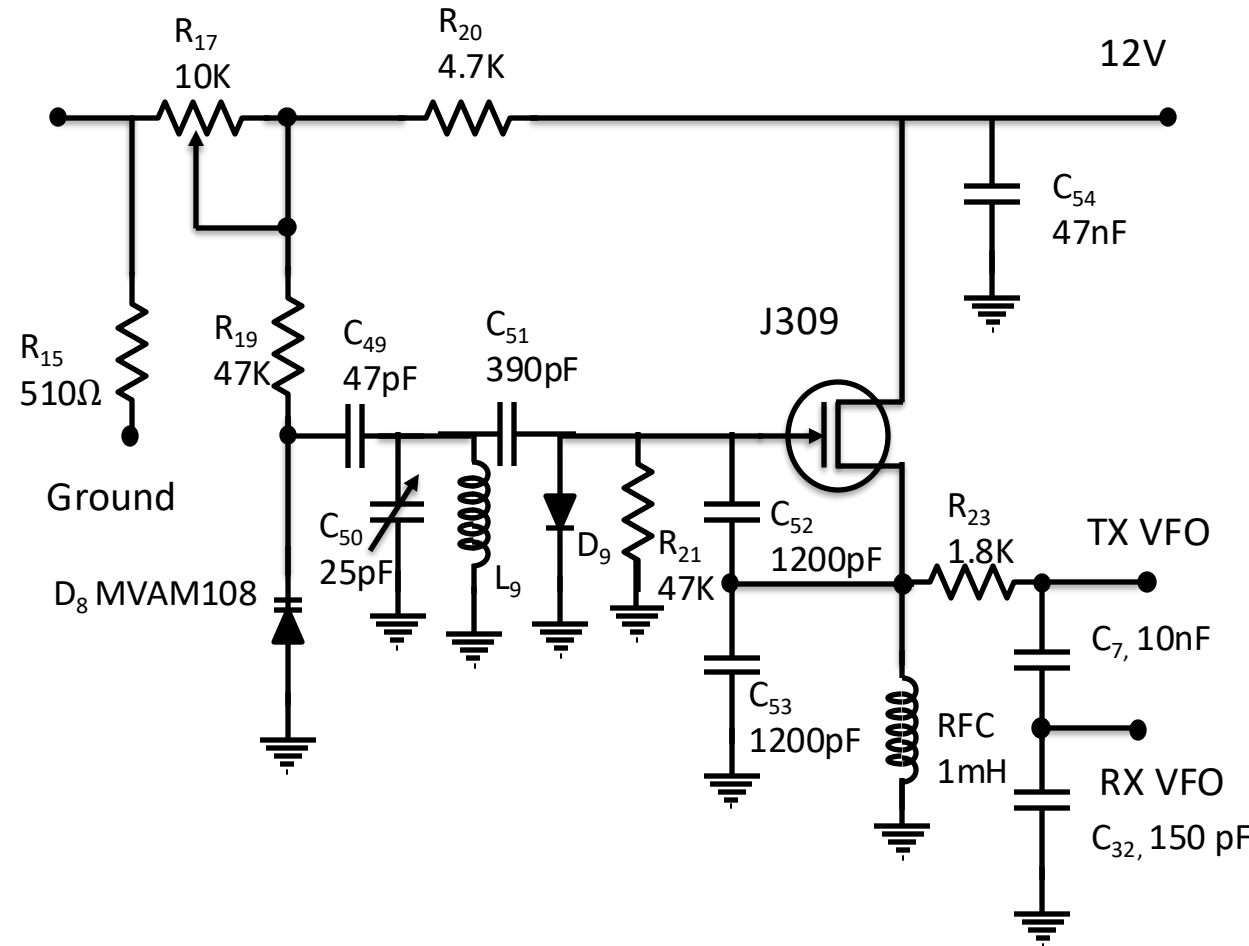 R₁₇
10K
R₂₀
4.7K
12V
C₅₄
47nF
J309
R₁₅
510Ω
R₁₉
47K
C₄₉
47pF
C₅₁
390pF
Ground
C₅₀
25pF
L₉
D₉
R₂₁
47K
C₅₂
1200pF
R₂₃
1.8K
TX VFO
D₈ MVAM108
C₇, 10nF
C₅₃
1200pF
RFC
1mH
RX VFO
C₃₂, 150 pF